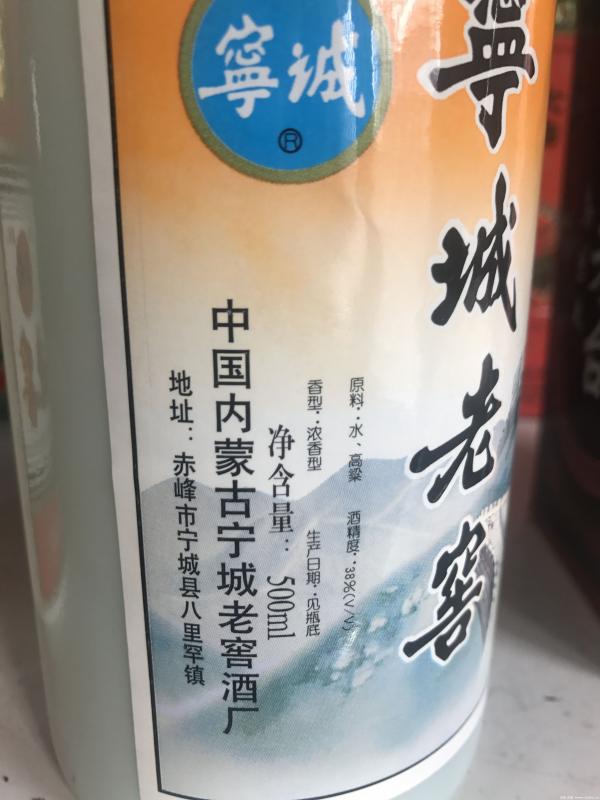 寧城老窖
寧诚
®
原料:水、高粱 酒精度:38%(V/V)
香型:浓香型 生产日期:见瓶底
净含量:500ml
中国内蒙古宁城老窖酒厂
地址:赤峰市宁城县八里罕镇